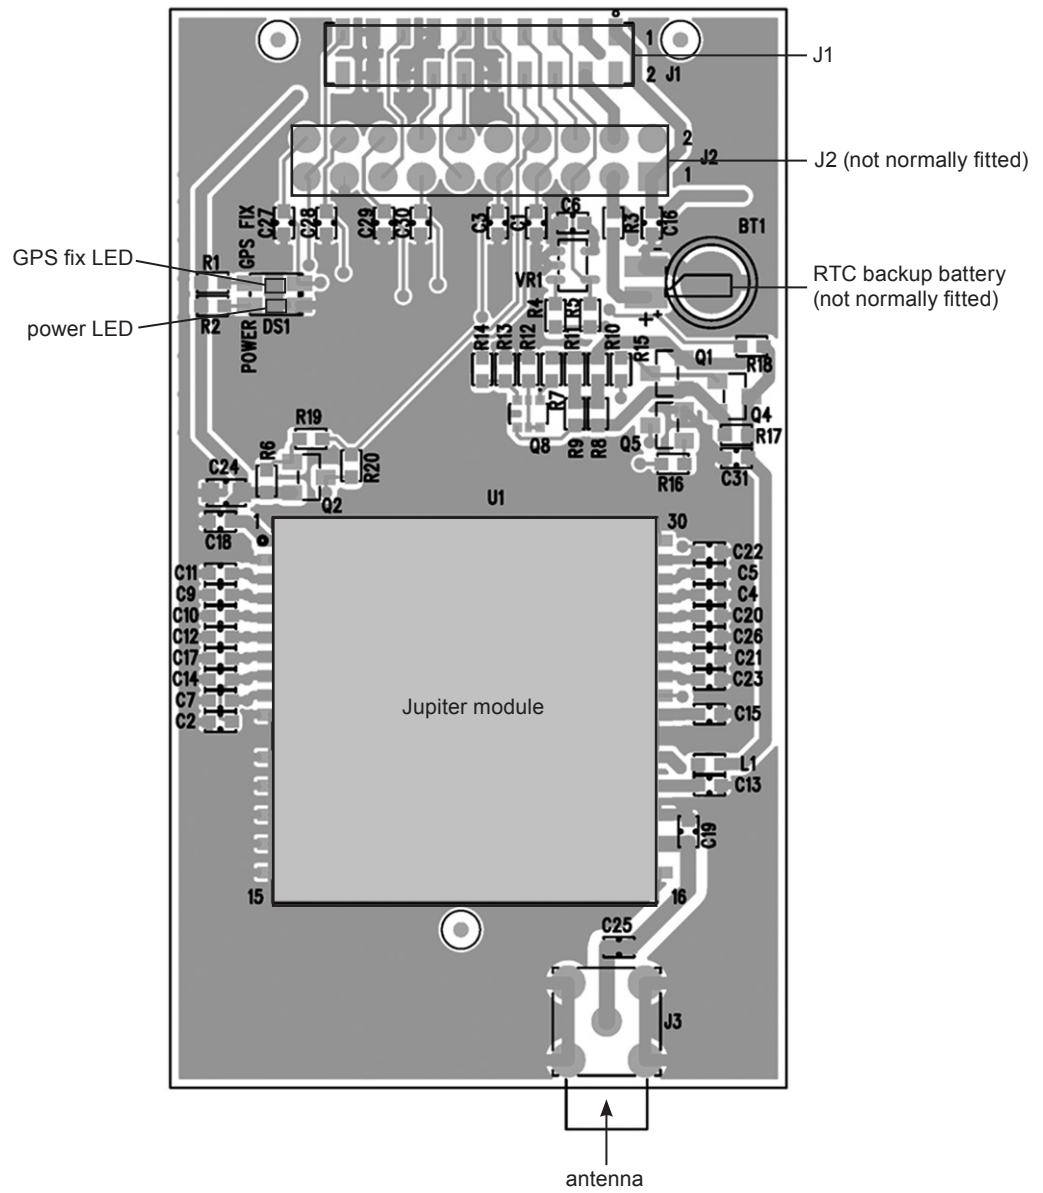 1
J1
2 J1
2
J2
J2 (not normally fitted)
1
GPS FIX
C27
C28
C29
C30
C3
C1
C6
R3
C16
BT1
GPS fix LED
R1
VR1
RTC backup battery
(not normally fitted)
power LED
R2
DS1
POWER
R4
R5
+
+
R14
R13
R12
R11
R10
R15
Q1
R18
R7
Q4
R19
Q8
R9
R8
Q5
R17
R6
R20
C24
R16
C31
Q2
U1
1
30
C18
C22
C11
C5
C9
C4
C10
C20
C12
C26
C17
C21
C14
C23
C7
Jupiter module
C15
C2
L1
C13
C19
15
16
C25
J3
antenna